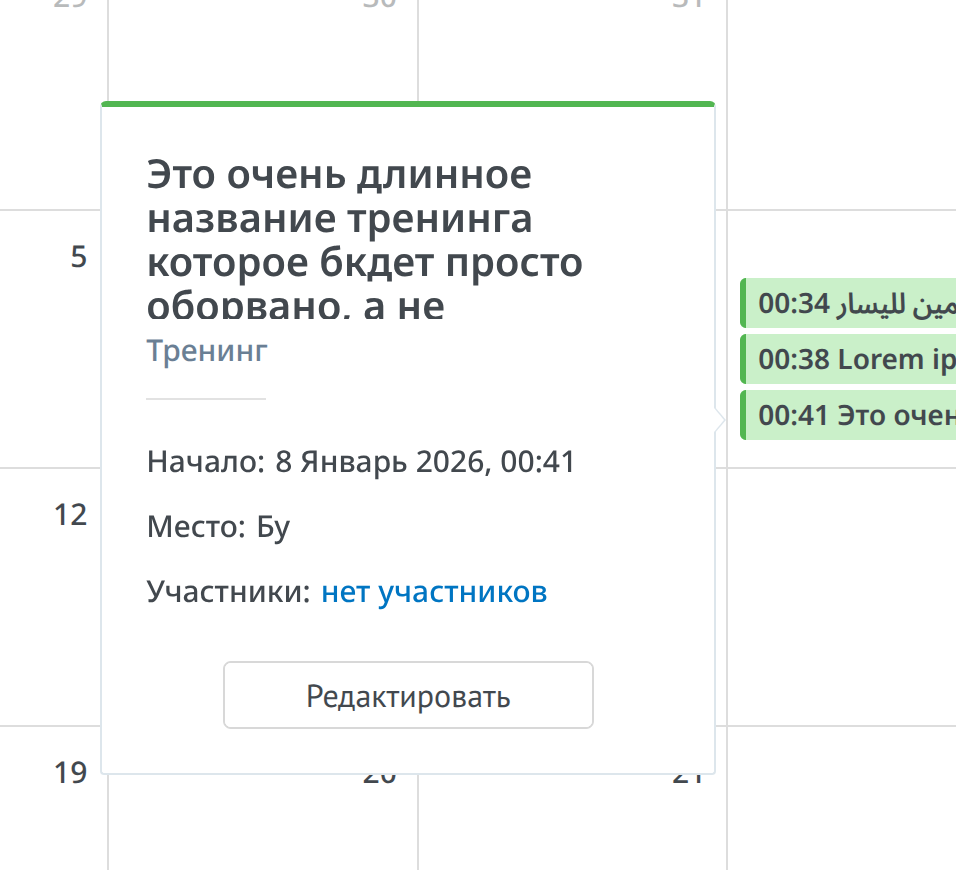 29 30 31
Это очень длинное
название тренинга
которое бкдет просто
оборвано, а не
Тренинг
Начало: 8 Январь 2026, 00:41
Место: Бу
Участники: нет участников
Редактировать
5
00:34 مين لليسار
00:38 Lorem ip
00:41 Это очен
12
19 20 21